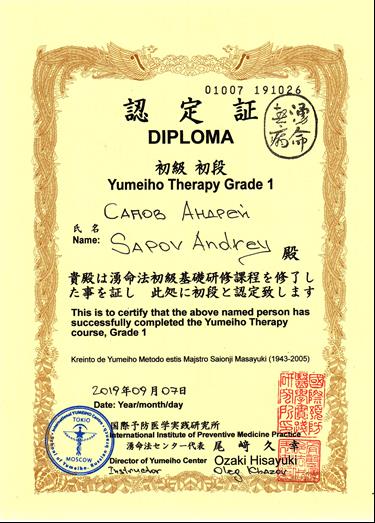 01007 191026
認定証
湧命
無病
DIPLOMA
初級 初段
Yumeiho Therapy Grade 1
Сапов Андрей
氏 名
Name: Sapov Andrey 殿
貴殿は湧命法初級基礎研修課程を修了し
た事を証し 此処に初段と認定致します
This is to certify that the above named person has
successfully completed the Yumeiho Therapy
course, Grade 1
Kreinto de Yumeiho Metodo estis Majstro Saionji Masayuki (1943-2005)
2019年09月07日
Date: Year/month/day
国際予防医学実践研究所
International Institute of Preventive Medicine Practice
湧命法センター代表 尾﨑 久幸
Director of Yumeiho Center Ozaki Hisayuki
Instructor Oleg Khazov
TOKIO
MOSCOW